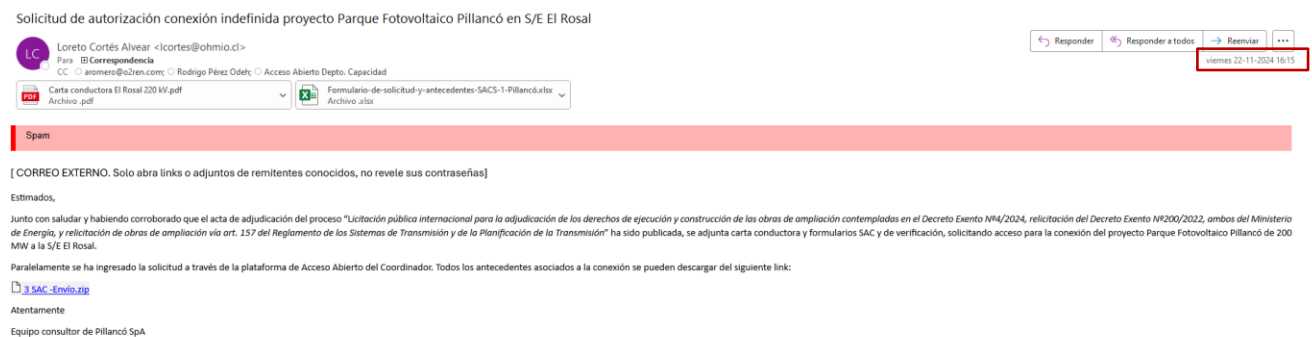 Solicitud de autorización conexión indefinida proyecto Parque Fotovoltaico Pillancó en S/E El Rosal
LC
Loreto Cortés Alvear <lcortes@ohmio.cl>
Para Correspondencia
CC aromero@o2ren.com; Rodrigo Pérez Odeh; Acceso Abierto Depto. Capacidad
Responder Responder a todos Reenviar ...
viernes 22-11-2024 16:15
PDF Carta conductora El Rosal 220 kV.pdf
Archivo .pdf
Formulario-de-solicitud-y-antecedentes-SACS-1-Pillancó.xlsx
Archivo .xlsx
Spam
[ CORREO EXTERNO. Solo abra links o adjuntos de remitentes conocidos, no revele sus contraseñas]
Estimados,
Junto con saludar y habiendo corroborado que el acta de adjudicación del proceso "Licitación pública internacional para la adjudicación de los derechos de ejecución y construcción de las obras de ampliación contempladas en el Decreto Exento Nº4/2024, relicitación del Decreto Exento Nº200/2022, ambos del Ministerio
de Energía, y relicitación de obras de ampliación vía art. 157 del Reglamento de los Sistemas de Transmisión y de la Planificación de la Transmisión" ha sido publicada, se adjunta carta conductora y formularios SAC y de verificación, solicitando acceso para la conexión del proyecto Parque Fotovoltaico Pillancó de 200
MW a la S/E El Rosal.
Paralelamente se ha ingresado la solicitud a través de la plataforma de Acceso Abierto del Coordinador. Todos los antecedentes asociados a la conexión se pueden descargar del siguiente link:
3 SAC -Envío.zip
Atentamente
Equipo consultor de Pillancó SpA